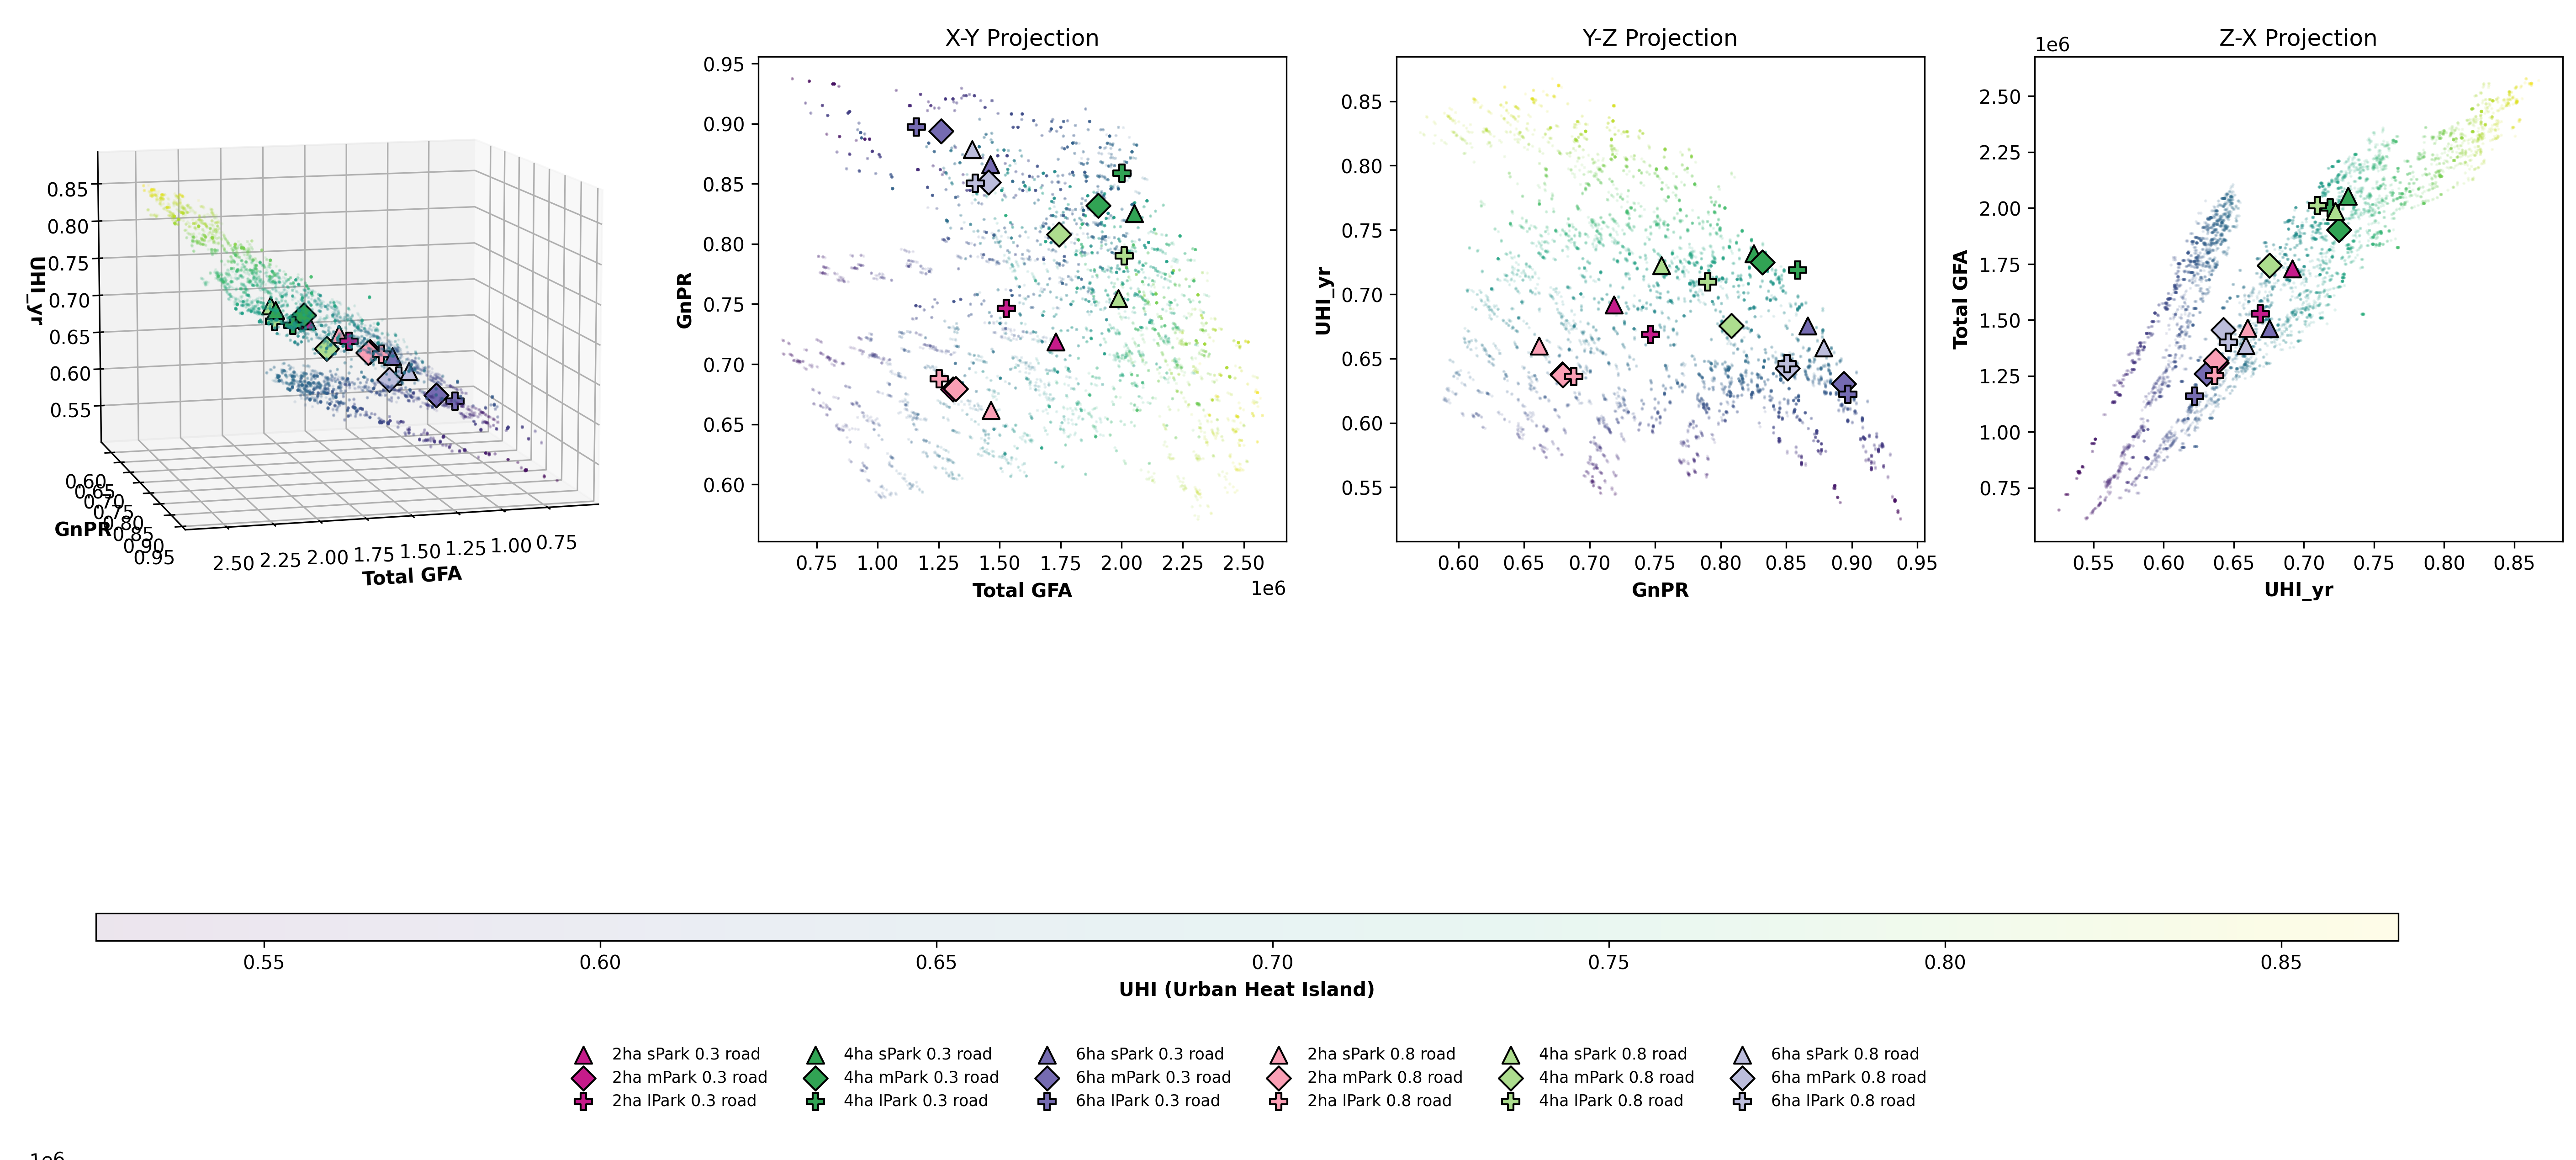 X-Y Projection
Y-Z Projection
Z-X Projection
UHI_yr
0.85
0.80
0.75
0.70
0.65
0.60
0.55
GnPR
0.60
0.65
0.70
0.75
0.80
0.85
0.90
0.95
2.50 2.25 2.00 1.75 1.50 1.25 1.00 0.75
Total GFA
GnPR
0.95
0.90
0.85
0.80
0.75
0.70
0.65
0.60
0.75 1.00 1.25 1.50 1.75 2.00 2.25 2.50
Total GFA
1e6
UHI_yr
0.85
0.80
0.75
0.70
0.65
0.60
0.55
0.60 0.65 0.70 0.75 0.80 0.85 0.90 0.95
GnPR
1e6
Total GFA
2.50
2.25
2.00
1.75
1.50
1.25
1.00
0.75
0.55 0.60 0.65 0.70 0.75 0.80 0.85
UHI_yr
0.55 0.60 0.65 0.70 0.75 0.80 0.85
UHI (Urban Heat Island)
2ha sPark 0.3 road
2ha mPark 0.3 road
2ha lPark 0.3 road
4ha sPark 0.3 road
4ha mPark 0.3 road
4ha lPark 0.3 road
6ha sPark 0.3 road
6ha mPark 0.3 road
6ha lPark 0.3 road
2ha sPark 0.8 road
2ha mPark 0.8 road
2ha lPark 0.8 road
4ha sPark 0.8 road
4ha mPark 0.8 road
4ha lPark 0.8 road
6ha sPark 0.8 road
6ha mPark 0.8 road
6ha lPark 0.8 road
1e6